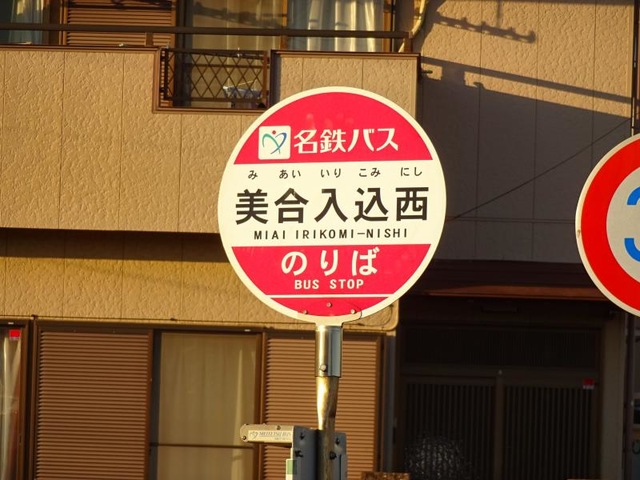 名鉄バス
み あい いり こみ にし
美合入込西
MIAI IRIKOMI-NISHI
のりば
BUS STOP